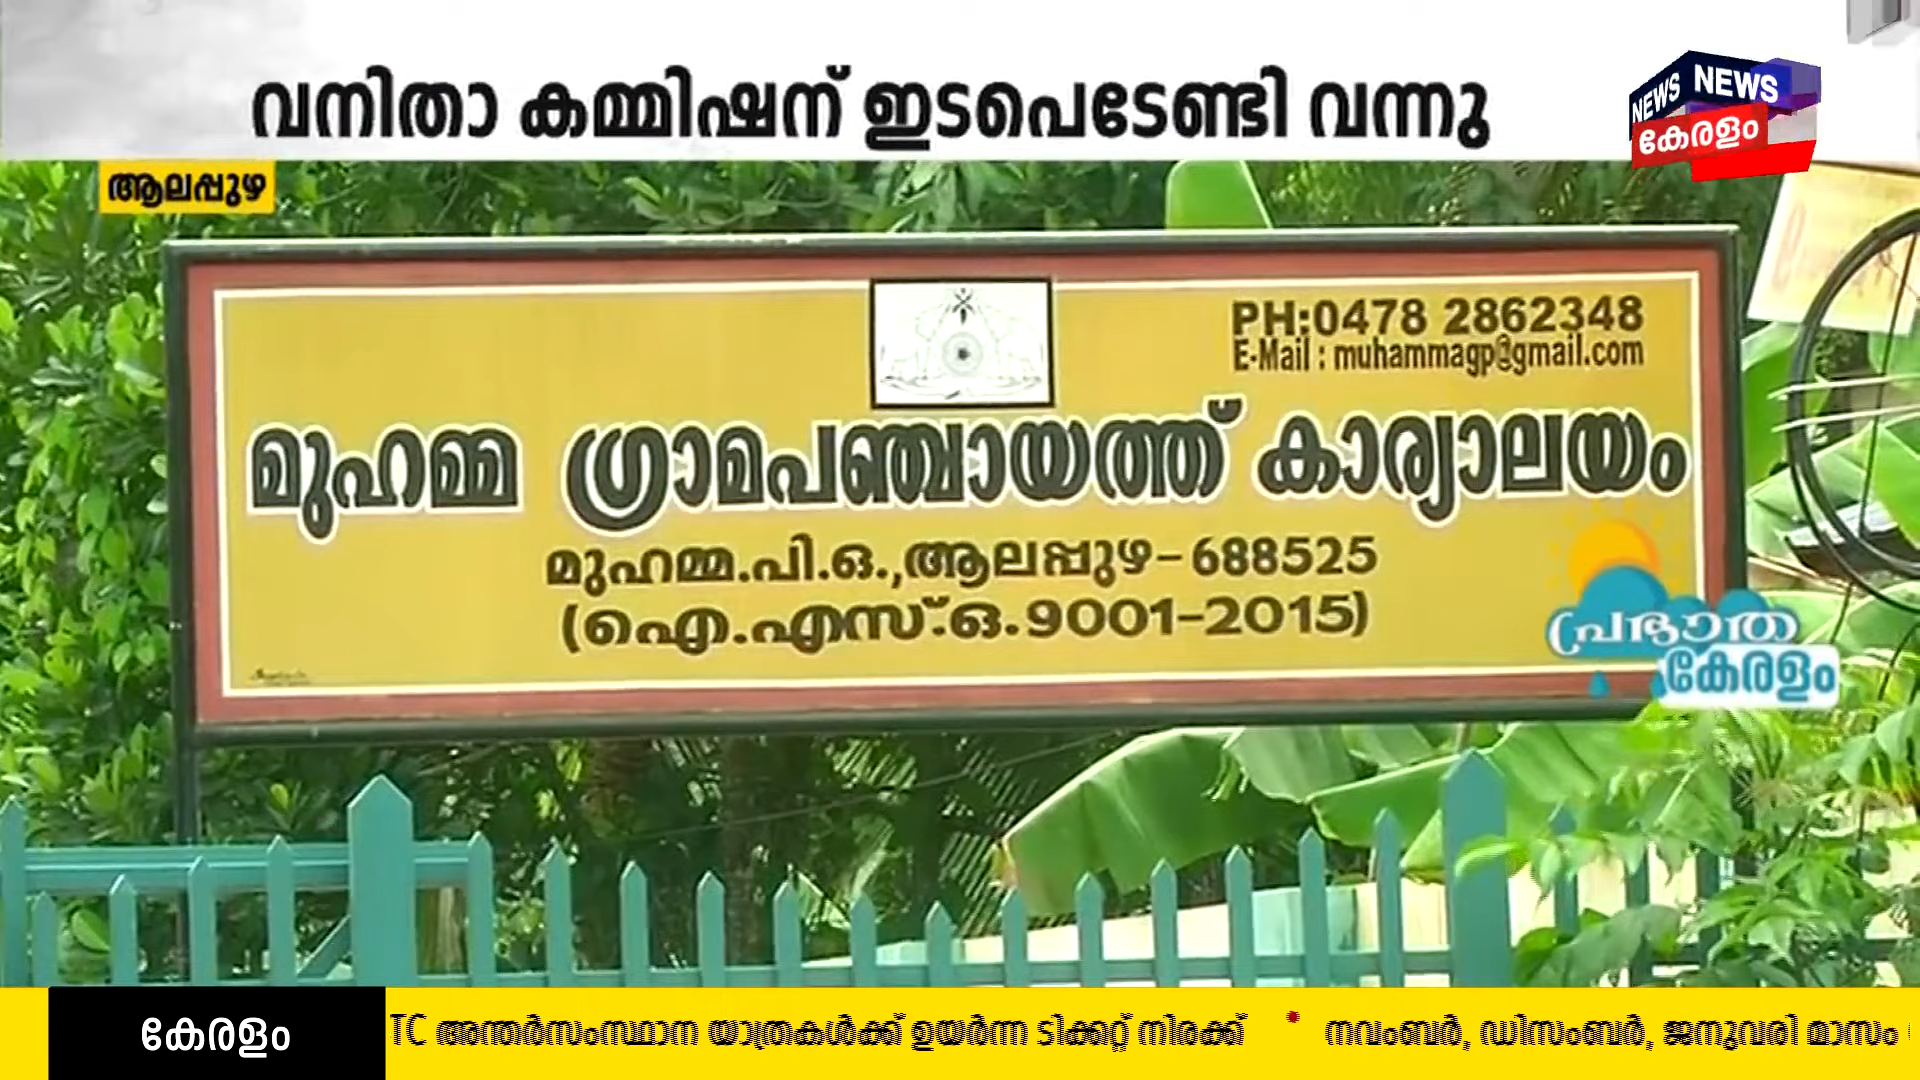 വനിതാ കമ്മിഷന് ഇടപെടേണ്ടി വന്നു
NEWS NEWS
കേരളം
ആലപ്പുഴ
PH:0478 2862348
E-Mail : muhammagp@gmail.com
മുഹമ്മ ഗ്രാമപഞ്ചായത്ത് കാര്യാലയം
മുഹമ്മ.പി.ഒ.,ആലപ്പുഴ-688525
(ഐ.എസ്.ഒ.9001-2015)
പ്രഭാത
കേരളം
കേരളം
TC അന്തർസംസ്ഥാന യാത്രകൾക്ക് ഉയർന്ന ടിക്കറ്റ് നിരക്ക് • നവംബർ, ഡിസംബർ, ജനുവരി മാസം